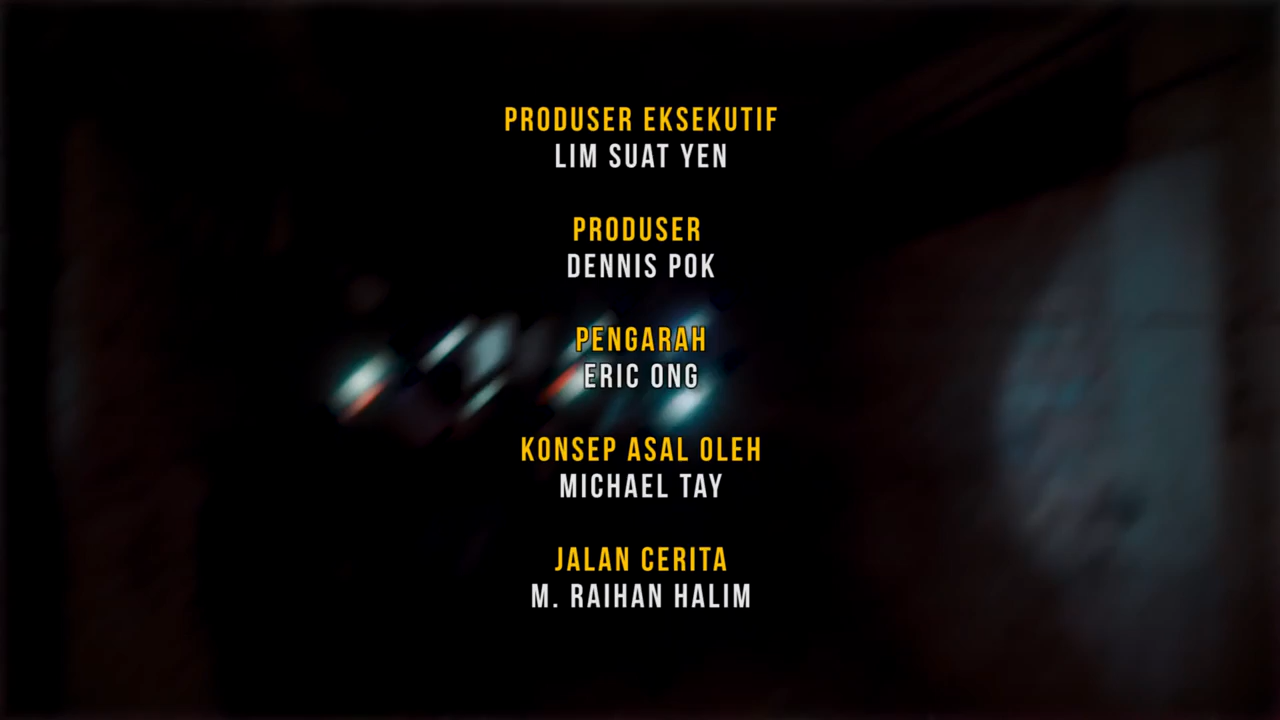 PRODUSER EKSEKUTIF
LIM SUAT YEN
PRODUSER
DENNIS POK
PENGARAH
ERIC ONG
KONSEP ASAL OLEH
MICHAEL TAY
JALAN CERITA
M. RAIHAN HALIM